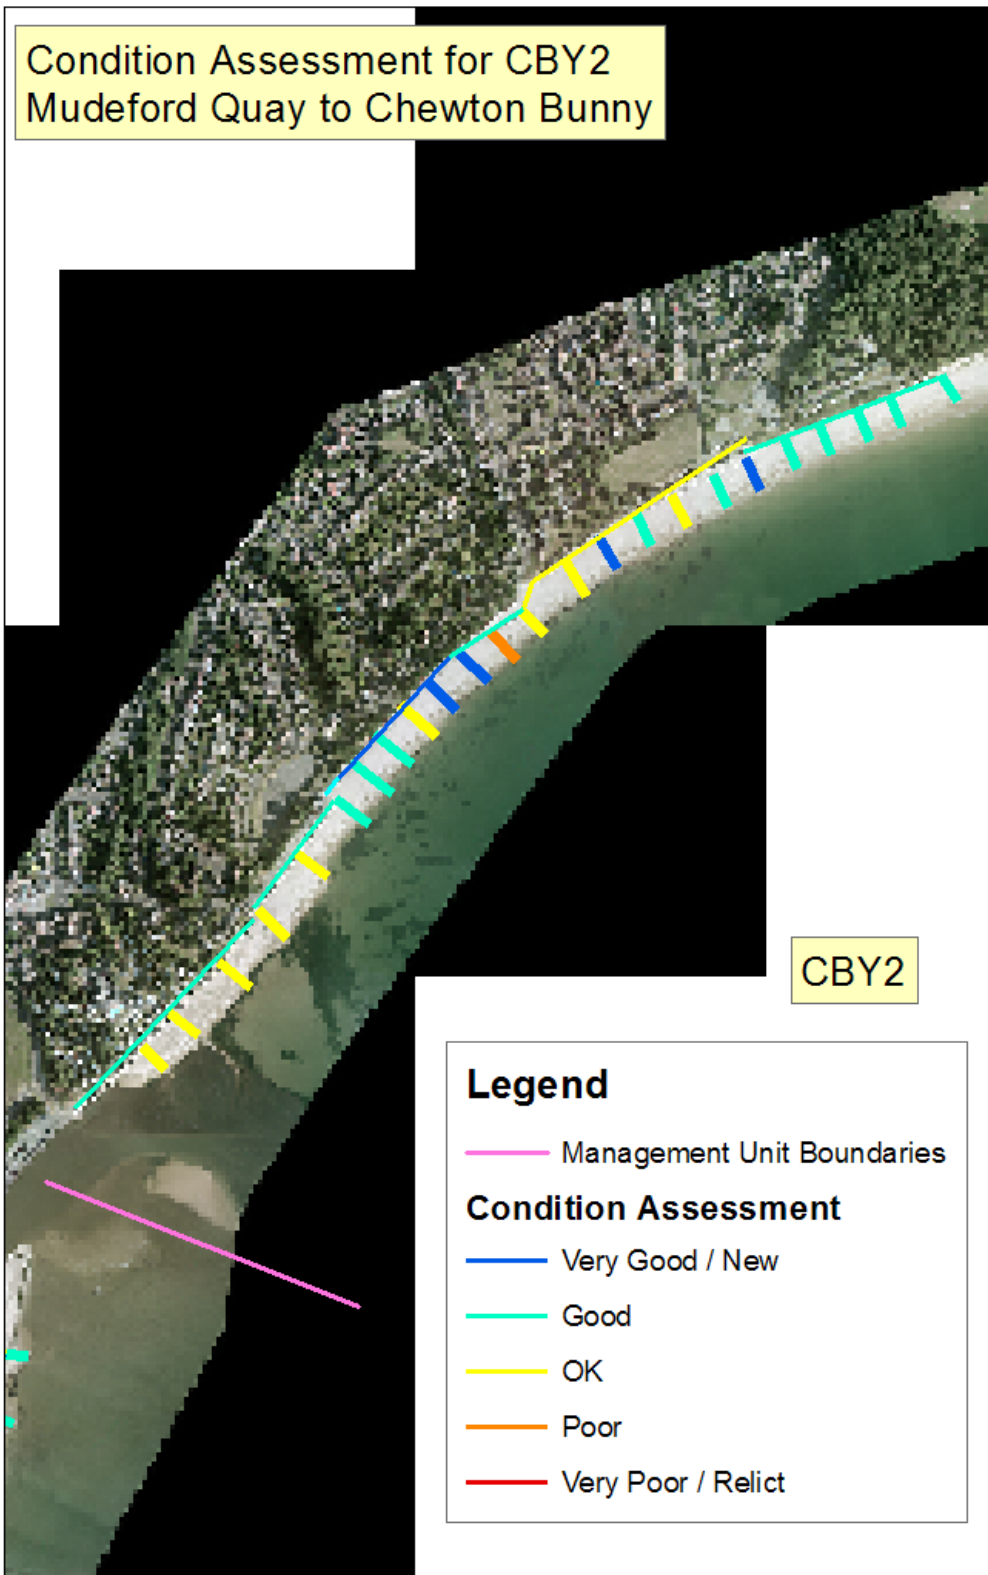 Condition Assessment for CBY2
Mudeford Quay to Chewton Bunny
CBY2
Legend
Management Unit Boundaries
Condition Assessment
Very Good / New
Good
OK
Poor
Very Poor / Relict